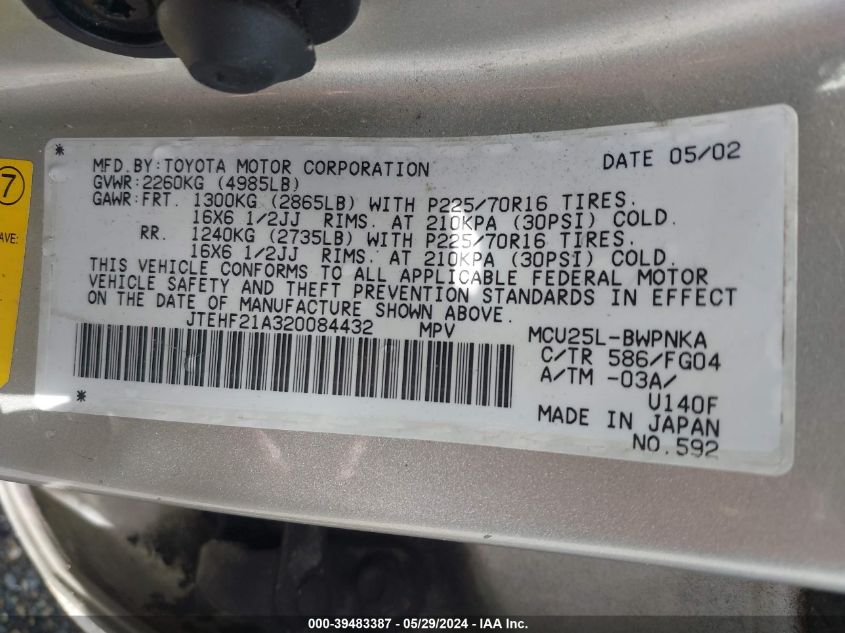 7
AVE:
*
MFD.BY:TOYOTA MOTOR CORPORATION DATE 05/02
GVWR:2260KG (4985LB)
GAWR:FRT. 1300KG (2865LB) WITH P225/70R16 TIRES.
16X6 1/2JJ RIMS. AT 210KPA (30PSI) COLD.
RR. 1240KG (2735LB) WITH P225/70R16 TIRES.
16X6 1/2JJ RIMS. AT 210KPA (30PSI) COLD.
THIS VEHICLE CONFORMS TO ALL APPLICABLE FEDERAL MOTOR
VEHICLE SAFETY AND THEFT PREVENTION STANDARDS IN EFFECT
ON THE DATE OF MANUFACTURE SHOWN ABOVE.
JTEHF21A320084432 MPV MCU25L-BWPNKA
C/TR 586/FG04
A/TM -03A/
U140F
*
MADE IN JAPAN
NO.592
000-39483387 - 05/29/2024 - IAAI INC.